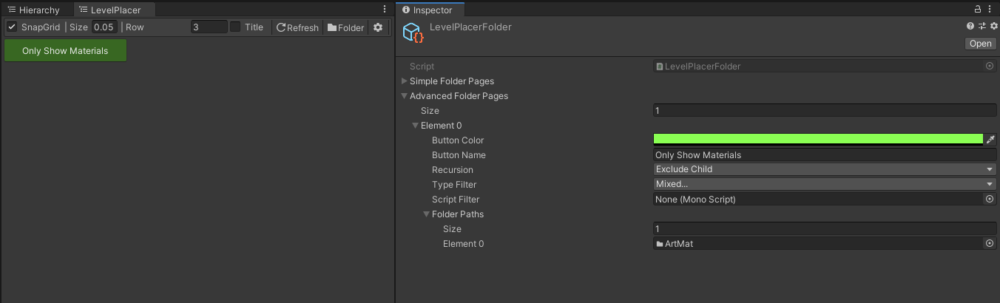 Hierarchy
LevelPlacer
SnapGrid | Size 0.05 | Row 3 Title Refresh Folder
Only Show Materials
Inspector
LevelPlacerFolder
Open
Script LevelPlacerFolder
Simple Folder Pages
Advanced Folder Pages
Size 1
Element 0
Button Color
Button Name Only Show Materials
Recursion Exclude Child
Type Filter Mixed...
Script Filter None (Mono Script)
Folder Paths
Size 1
Element 0 ArtMat